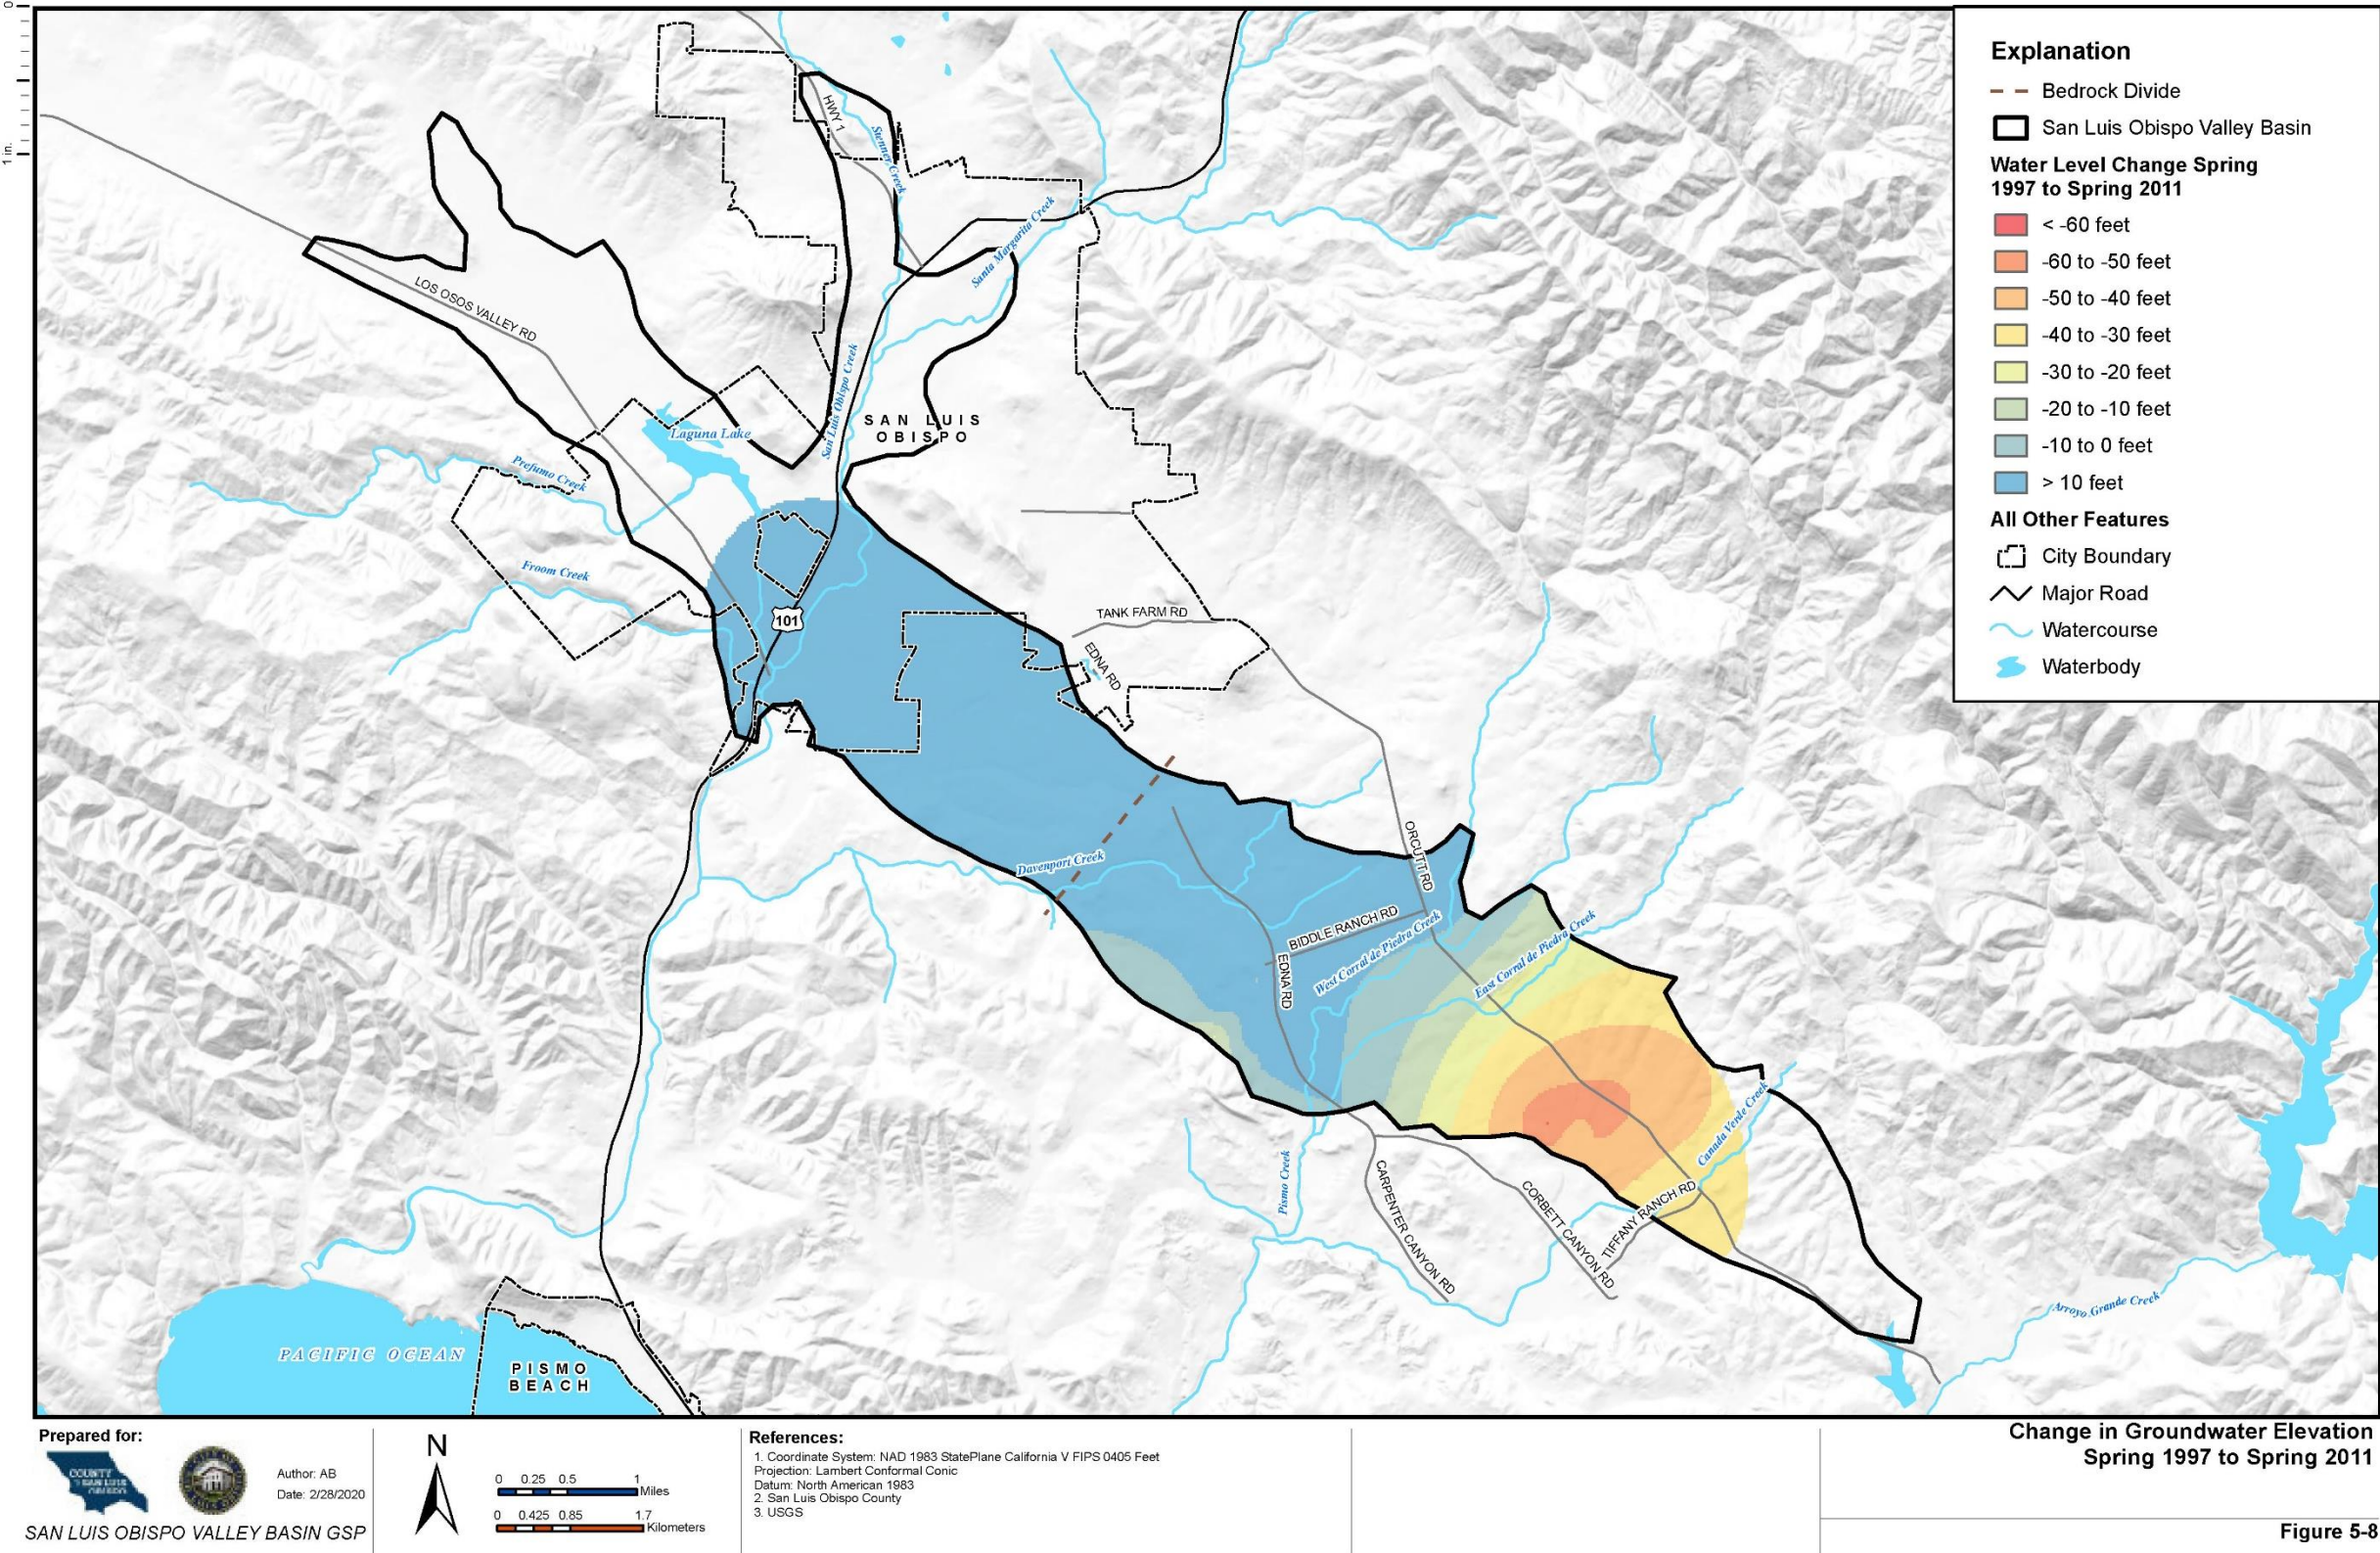 0
1 in.
Explanation
Bedrock Divide
San Luis Obispo Valley Basin
Water Level Change Spring
1997 to Spring 2011
< -60 feet
-60 to -50 feet
-50 to -40 feet
-40 to -30 feet
-30 to -20 feet
-20 to -10 feet
-10 to 0 feet
> 10 feet
All Other Features
City Boundary
Major Road
Watercourse
Waterbody
HWY 1
Stenner Creek
Santa Margarita Creek
LOS OSOS VALLEY RD
San Luis Obispo Creek
SAN LUIS
OBISPO
Laguna Lake
Prefumo Creek
Froom Creek
101
TANK FARM RD
EDNA RD
ORCUTT RD
Davenport Creek
BIDDLE RANCH RD
West Corral de Piedra Creek
East Corral de Piedra Creek
EDNA RD
Canada Verde Creek
Pismo Creek
CARPENTER CANYON RD
CORBETT CANYON RD
TIFFANY RANCH RD
Arroyo Grande Creek
PACIFIC OCEAN
PISMO
BEACH
Prepared for:
COUNTY
OBISPO
Author: AB
Date: 2/28/2020
SAN LUIS OBISPO VALLEY BASIN GSP
N
0 0.25 0.5 1
Miles
0 0.425 0.85 1.7
Kilometers
References:
1. Coordinate System: NAD 1983 StatePlane California V FIPS 0405 Feet
Projection: Lambert Conformal Conic
Datum: North American 1983
2. San Luis Obispo County
3. USGS
Change in Groundwater Elevation
Spring 1997 to Spring 2011
Figure 5-8